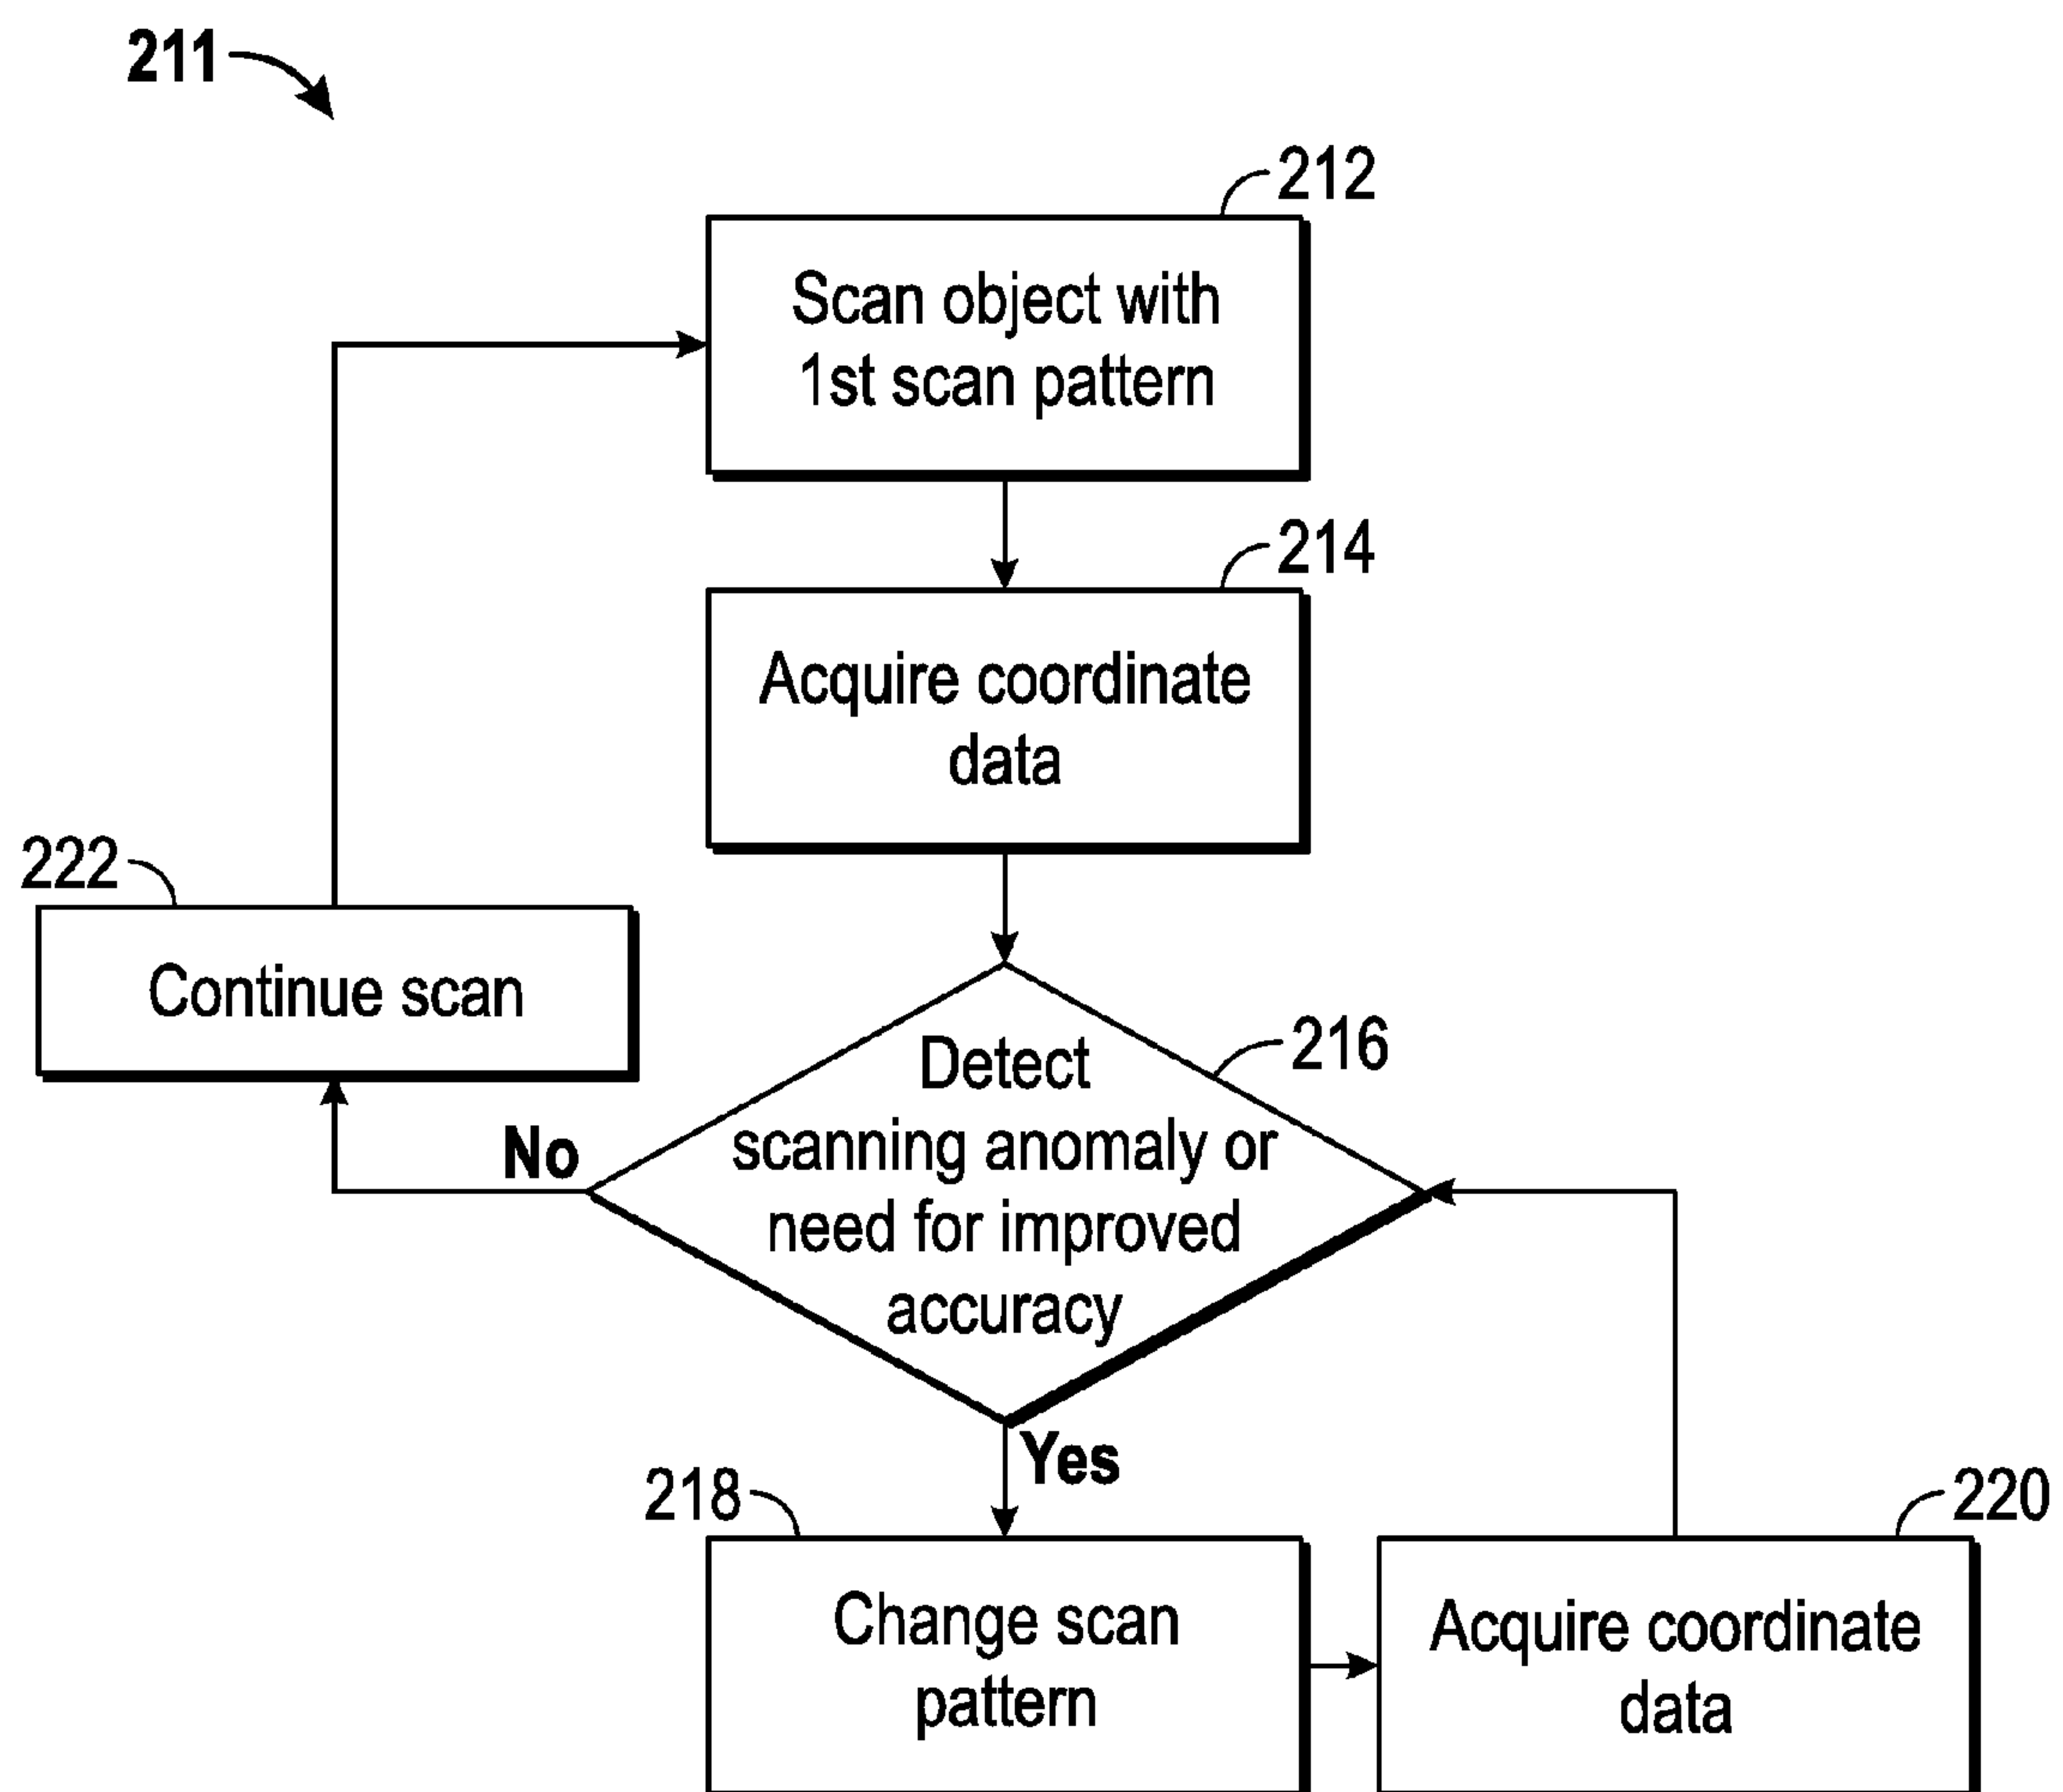 211
212
Scan object with
1st scan pattern
214
Acquire coordinate
data
222
Continue scan
216
Detect
scanning anomaly or
need for improved
accuracy
No
Yes
218
Change scan
pattern
220
Acquire coordinate
data